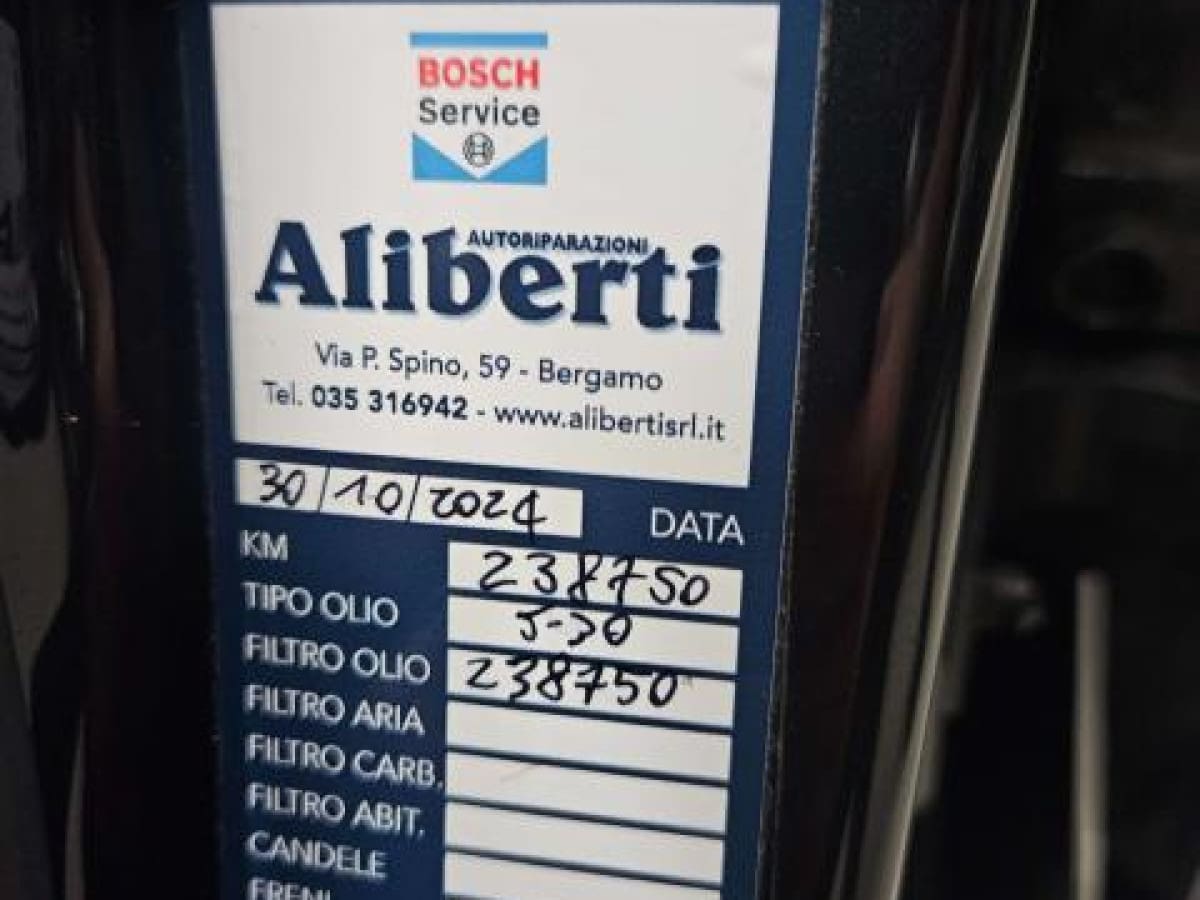 BOSCH
Service
AUTORIPARAZIONI
Aliberti
Via P. Spino, 59 - Bergamo
Tel. 035 316942 - www.alibertisrl.it
30/10/2024 DATA
KM 238750
TIPO OLIO 5-30
FILTRO OLIO 238750
FILTRO ARIA
FILTRO CARB.
FILTRO ABIT.
CANDELE
FRENI